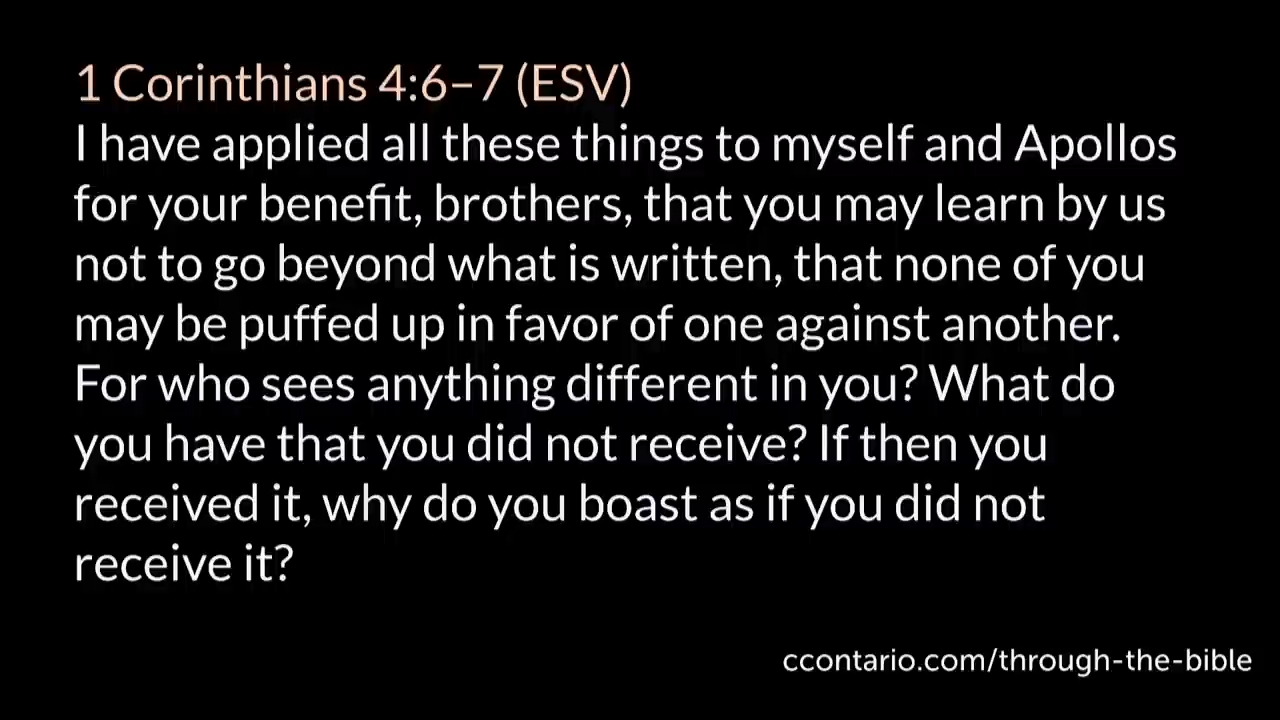 1 Corinthians 4:6–7 (ESV)
I have applied all these things to myself and Apollos
for your benefit, brothers, that you may learn by us
not to go beyond what is written, that none of you
may be puffed up in favor of one against another.
For who sees anything different in you? What do
you have that you did not receive? If then you
received it, why do you boast as if you did not
receive it?
ccontario.com/through-the-bible